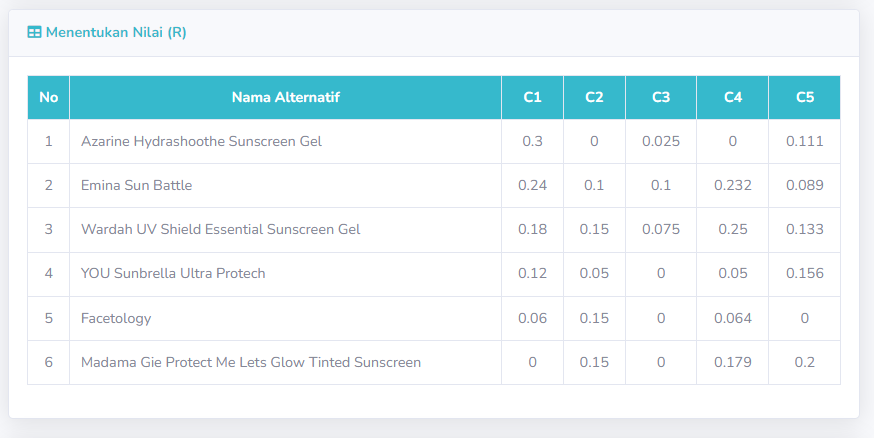 Menentukan Nilai (R)
No Nama Alternatif C1 C2 C3 C4 C5
1 Azarine Hydrashoothe Sunscreen Gel 0.3 0 0.025 0 0.111
2 Emina Sun Battle 0.24 0.1 0.1 0.232 0.089
3 Wardah UV Shield Essential Sunscreen Gel 0.18 0.15 0.075 0.25 0.133
4 YOU Sunbrella Ultra Protech 0.12 0.05 0 0.05 0.156
5 Facetology 0.06 0.15 0 0.064 0
6 Madama Gie Protect Me Lets Glow Tinted Sunscreen 0 0.15 0 0.179 0.2